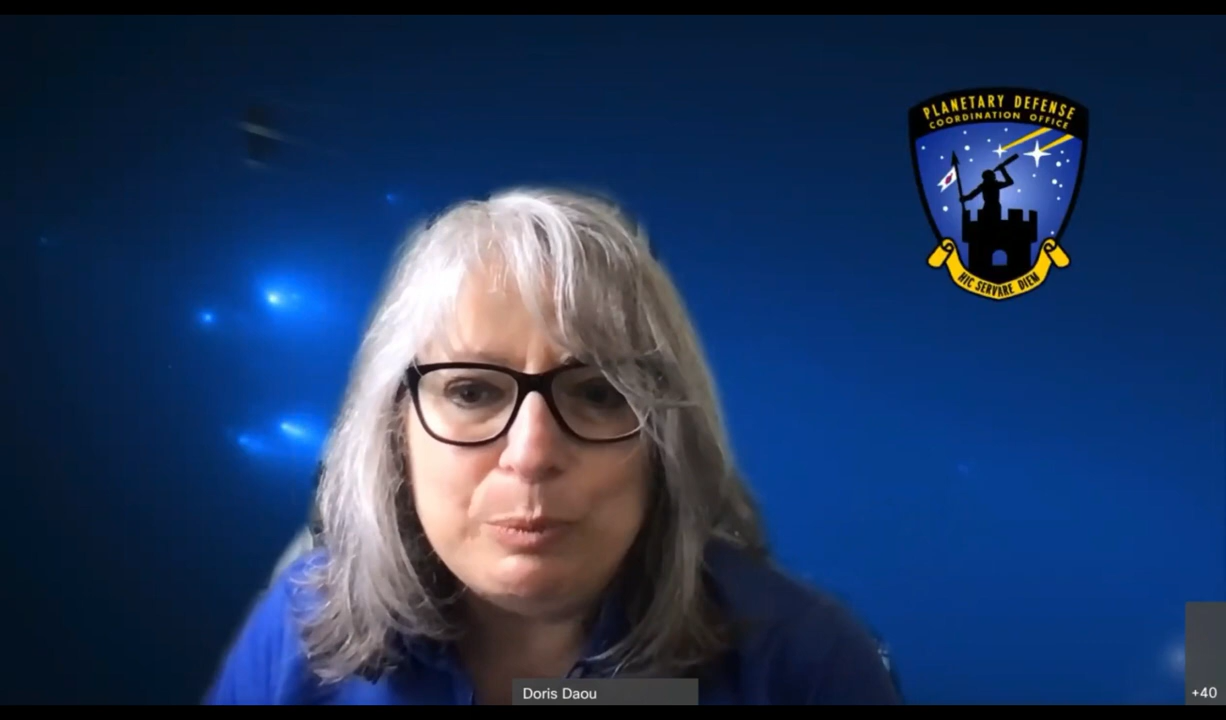 PLANETARY DEFENSE
COORDINATION OFFICE
HIC SERVARE DIEM
Doris Daou
+40